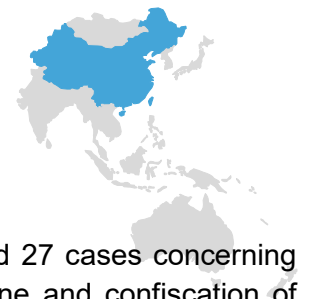 d 27 cases concerning
ne and confiscation of